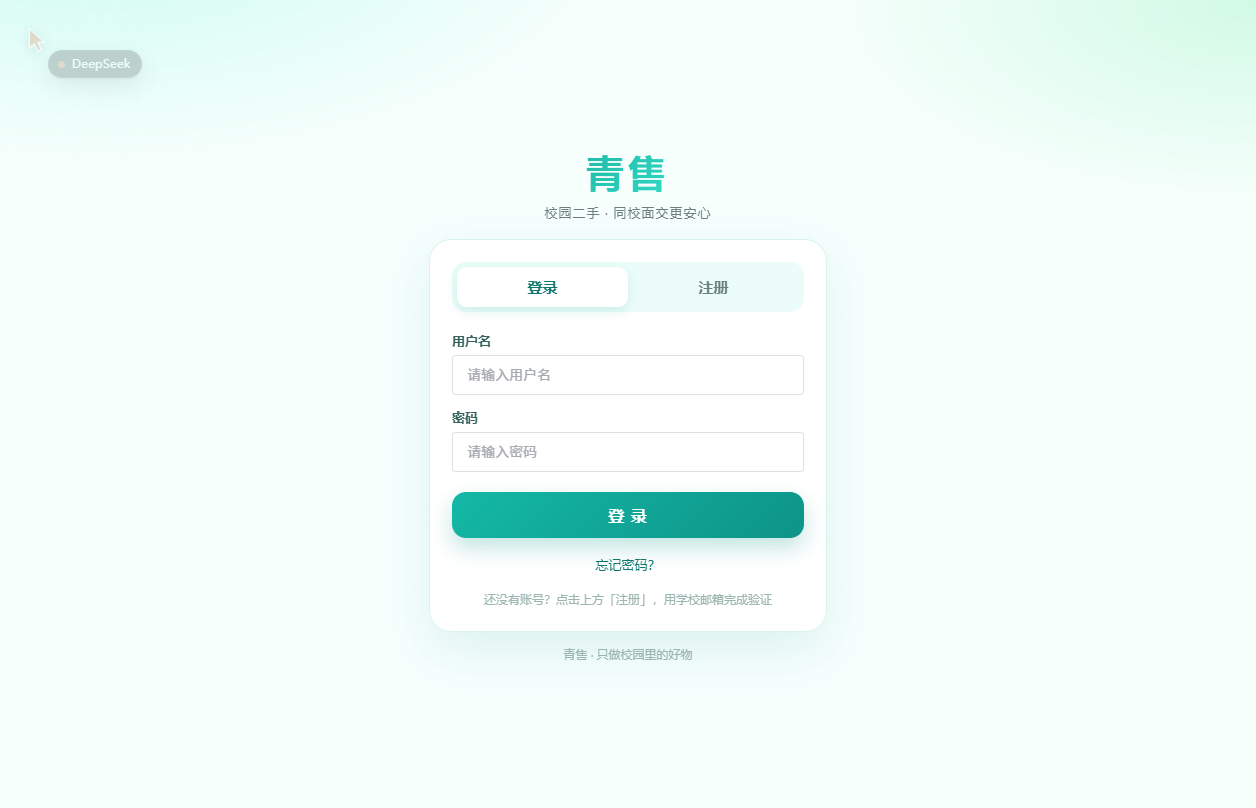 DeepSeek
青售
校园二手 · 同校面交更安心
登录
注册
用户名
请输入用户名
密码
请输入密码
登 录
忘记密码?
还没有账号? 点击上方「注册」, 用学校邮箱完成验证
青售 · 只做校园里的好物